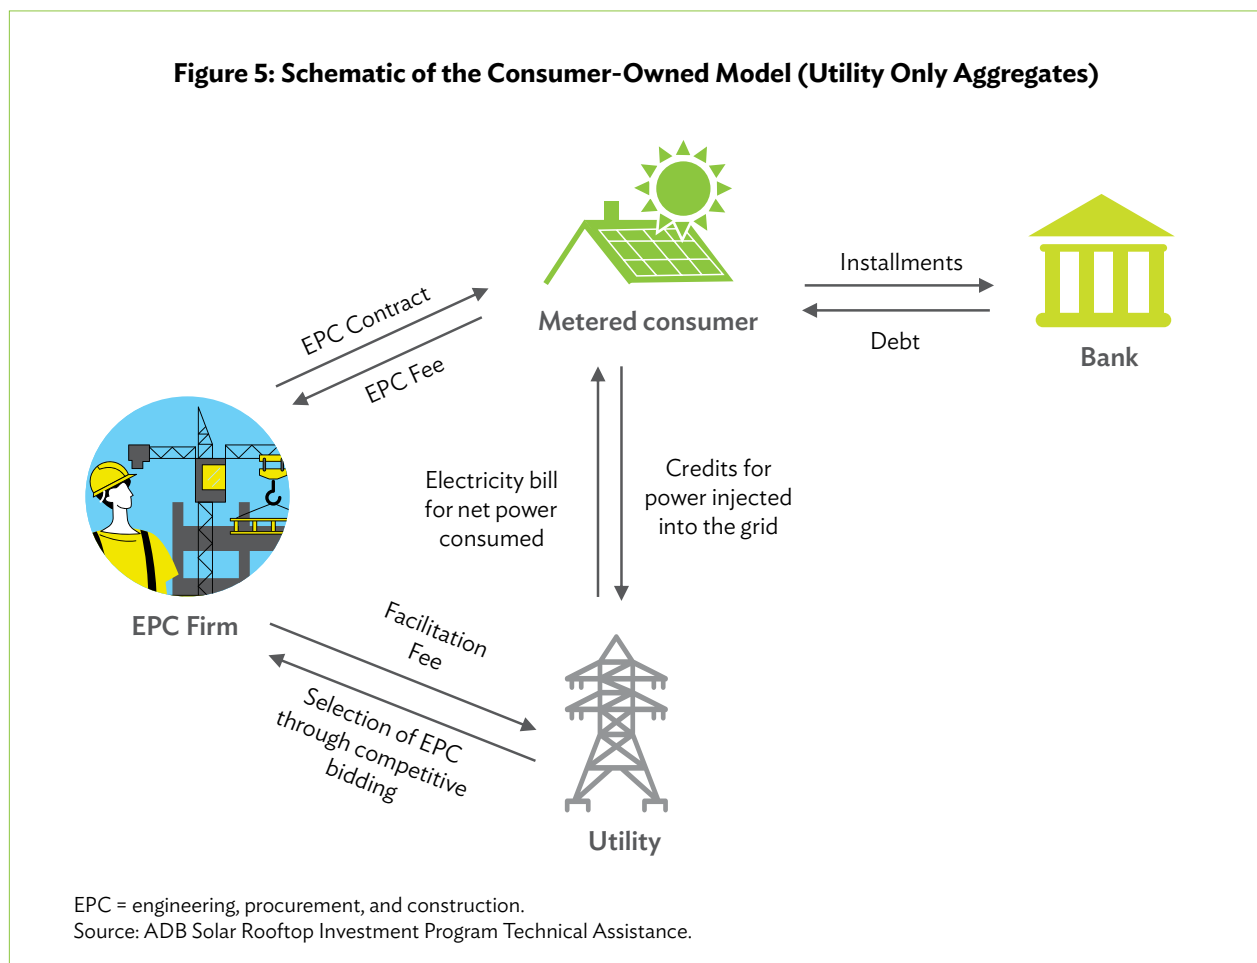 Figure 5: Schematic of the Consumer-Owned Model (Utility Only Aggregates)
Installments
Metered consumer
Debt
Bank
EPC Contract
EPC Fee
Electricity bill
for net power
consumed
Credits for
power injected
into the grid
EPC Firm
Facilitation
Fee
Selection of EPC
through competitive
bidding
Utility
EPC = engineering, procurement, and construction.
Source: ADB Solar Rooftop Investment Program Technical Assistance.